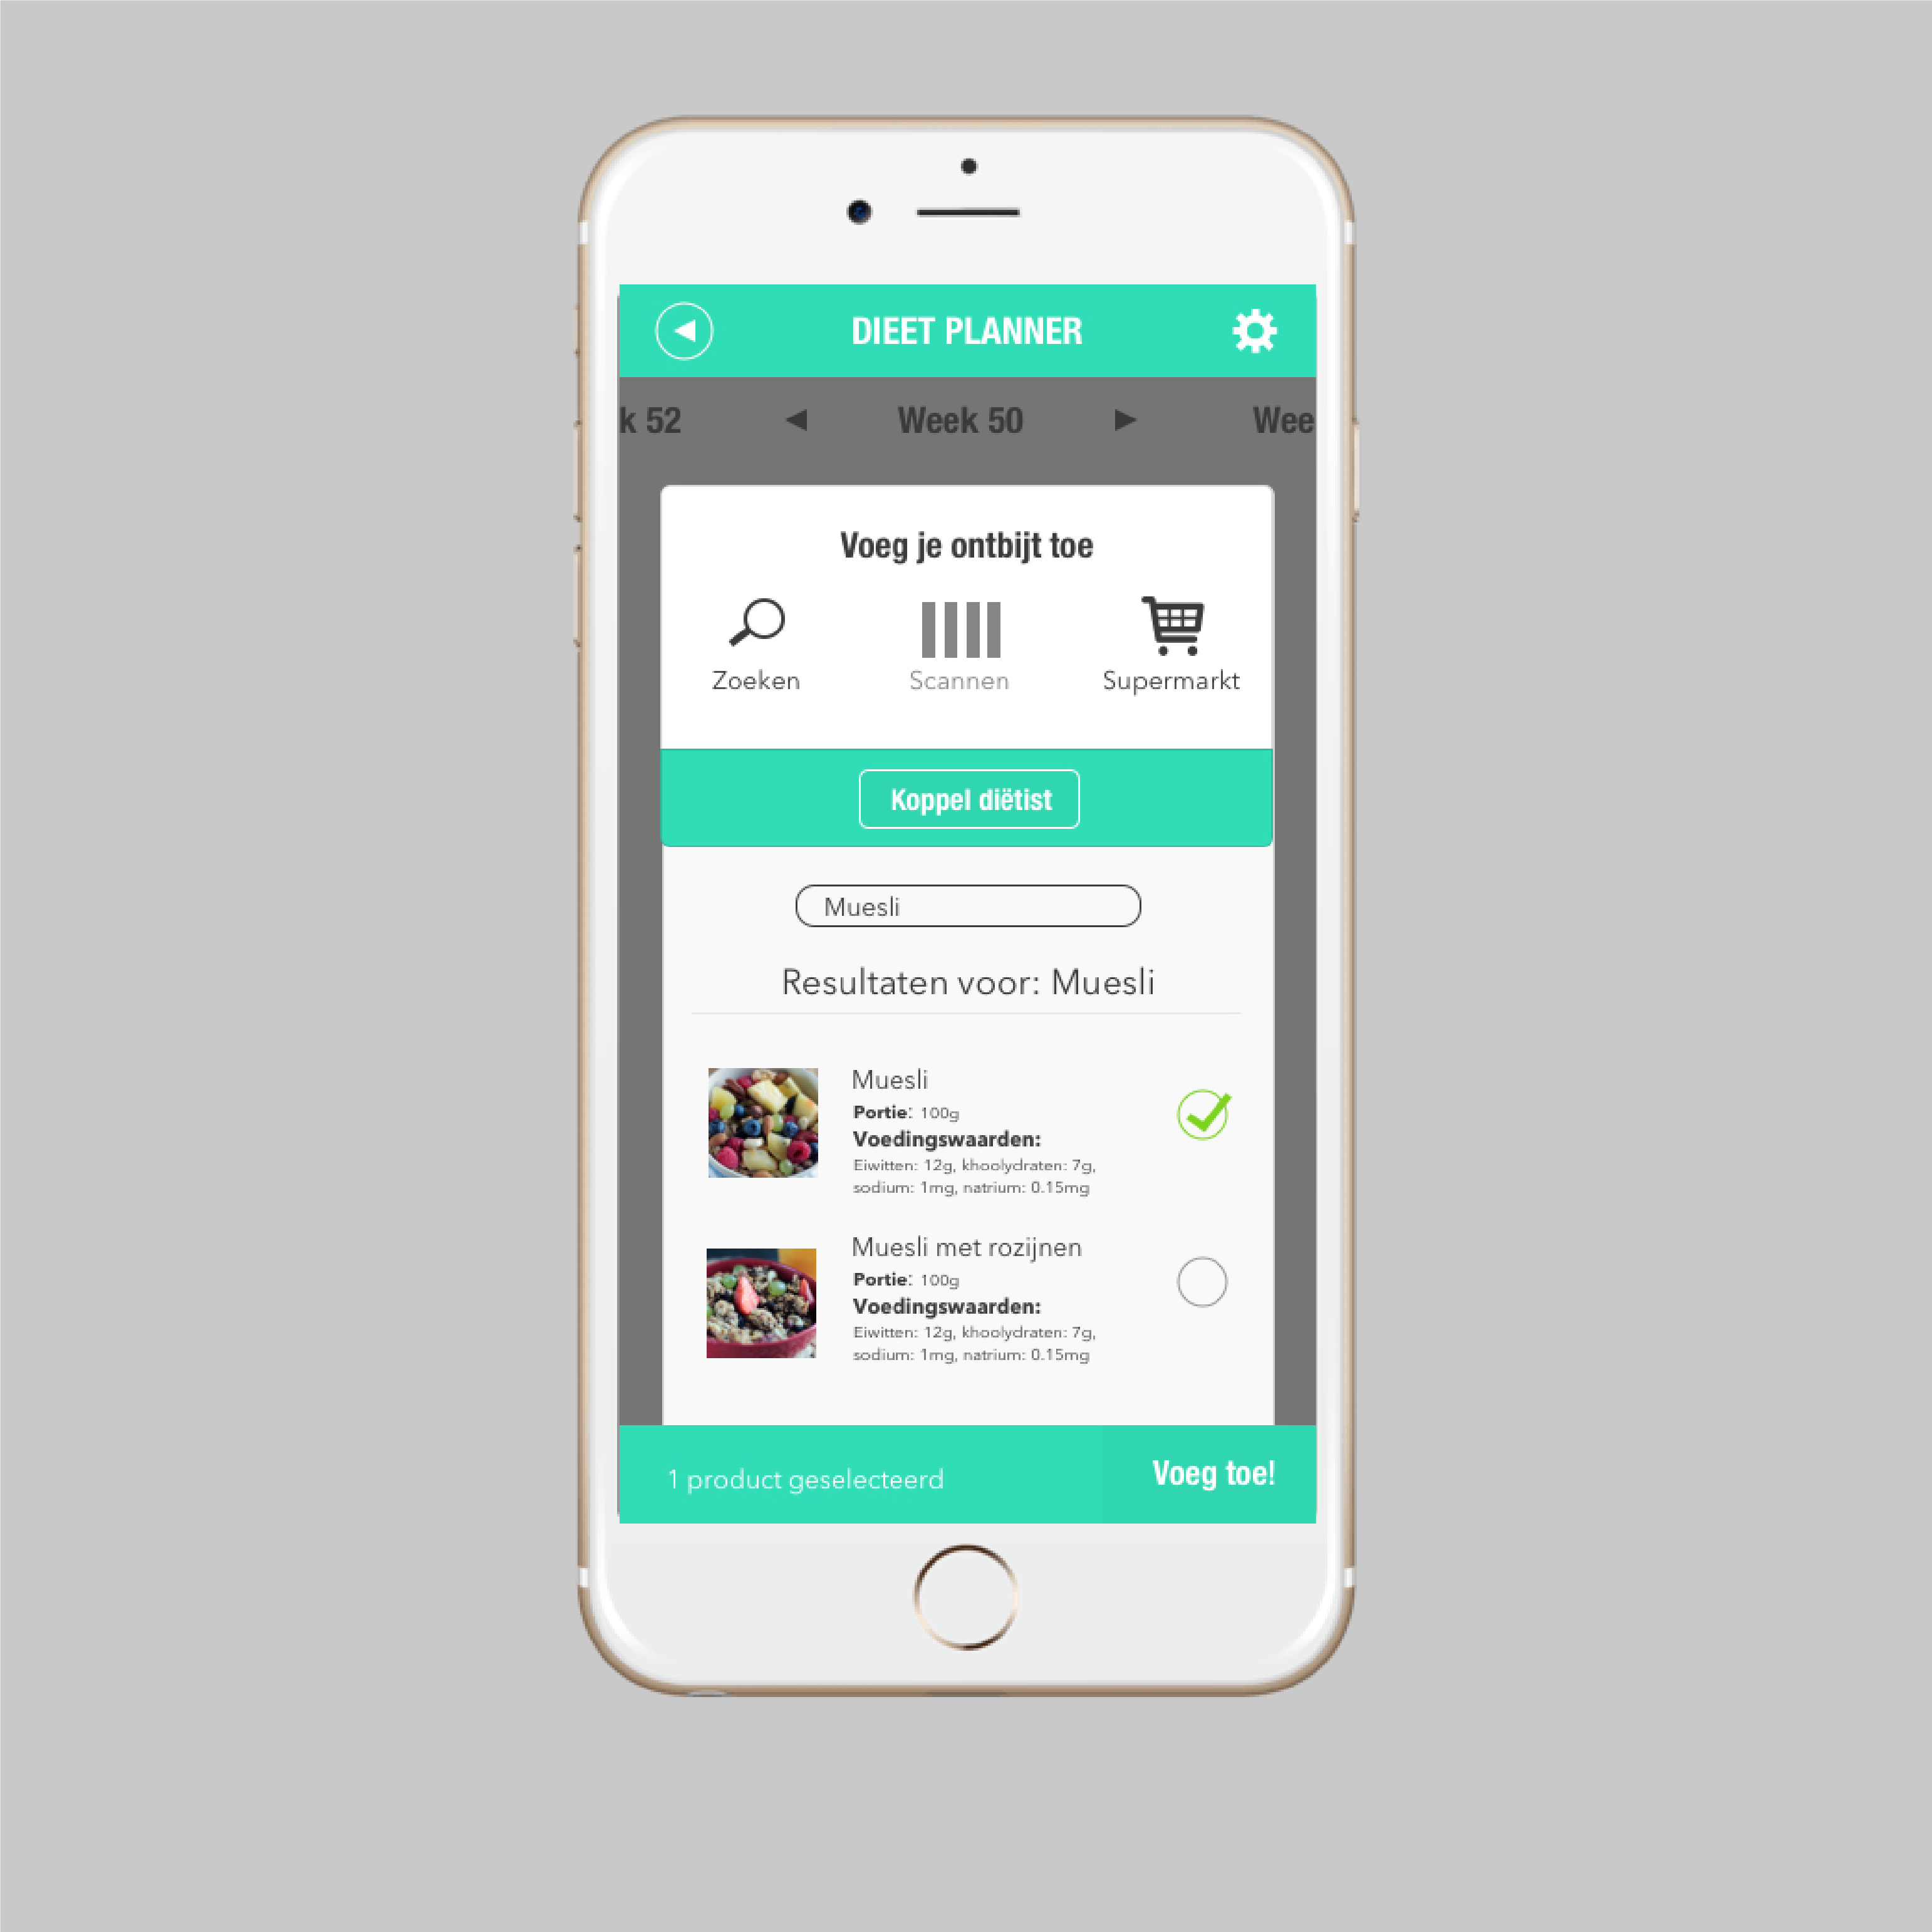 DIEET PLANNER
k 52 Week 50 Wee
Voeg je ontbijt toe
Zoeken Scannen Supermarkt
Koppel diëtist
Muesli
Resultaten voor: Muesli
Muesli
Portie: 100g
Voedingswaarden:
Eiwitten: 12g, khoolydraten: 7g,
sodium: 1mg, natrium: 0.15mg
Muesli met rozijnen
Portie: 100g
Voedingswaarden:
Eiwitten: 12g, khoolydraten: 7g,
sodium: 1mg, natrium: 0.15mg
1 product geselecteerd Voeg toe!